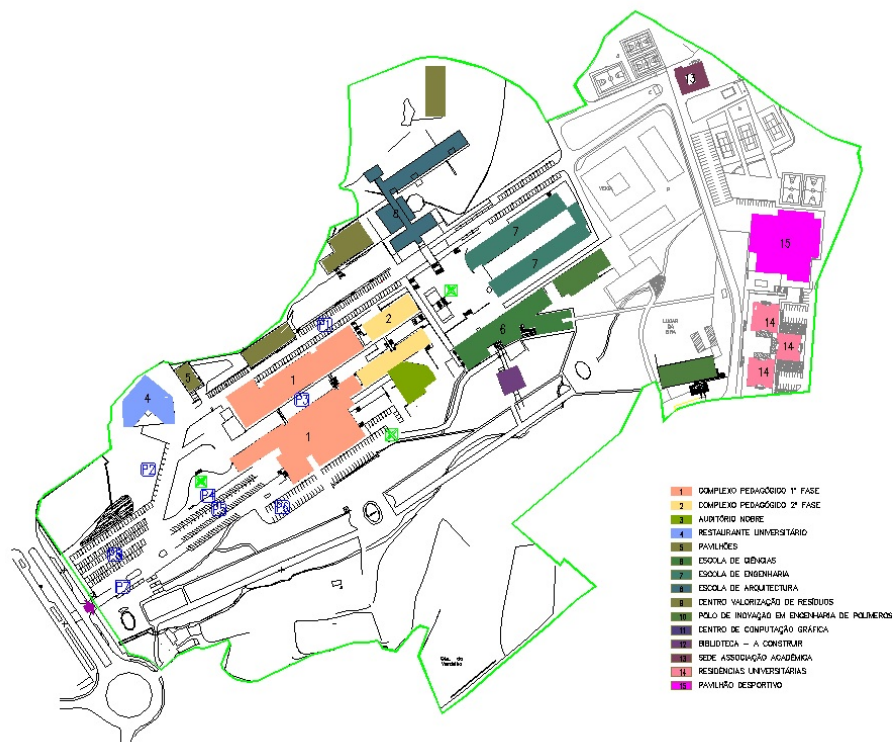 13
8
7
VEIGA
7
15
P1
2
6
LUGAR
DA
14
14
14
5
1
4
P3
1
P2
P4
P5
P6
P8
P7
Qta. do
1 COMPLEXO PEDAGÓGICO 1ª FASE
2 COMPLEXO PEDAGÓGICO 2ª FASE
3 AUDITÓRIO NOBRE
4 RESTAURANTE UNIVERSITÁRIO
5 PAVILHÕES
6 ESCOLA DE CIÊNCIAS
7 ESCOLA DE ENGENHARIA
8 ESCOLA DE ARQUITECTURA
9 CENTRO VALORIZAÇÃO DE RESÍDUOS
10 POLO DE INOVAÇÃO EM ENGENHARIA DE POLIMEROS
11 CENTRO DE COMPUTAÇÃO GRÁFICA
12 BIBLIOTECA – A CONSTRUIR
13 SEDE ASSOCIAÇÃO ACADÉMICA
14 RESIDÊNCIAS UNIVERSITÁRIAS
15 PAVILHÃO DESPORTIVO